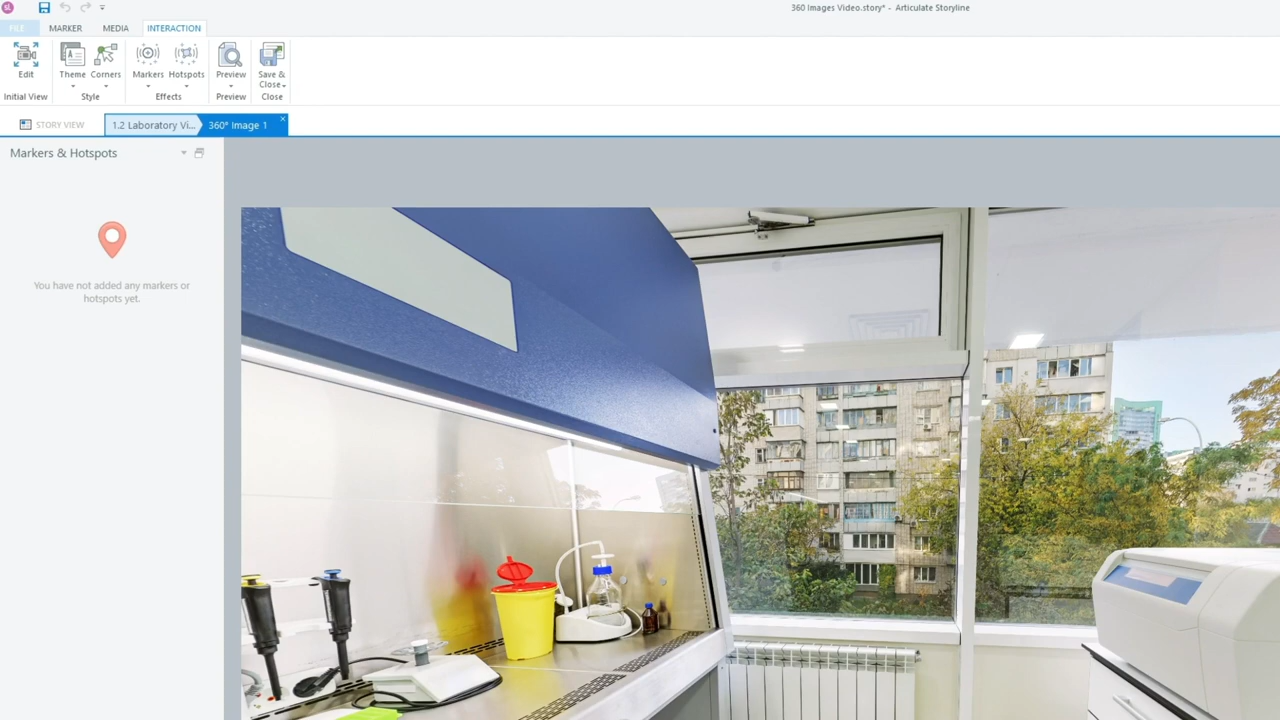 sl
360 Images Video.story* - Articulate Storyline
FILE MARKER MEDIA INTERACTION
Edit Theme Corners Markers Hotspots Preview Save &
Close
Initial View Style Effects Preview Close
STORY VIEW 1.2 Laboratory Vi... 360° Image 1
Markers & Hotspots
You have not added any markers or
hotspots yet.